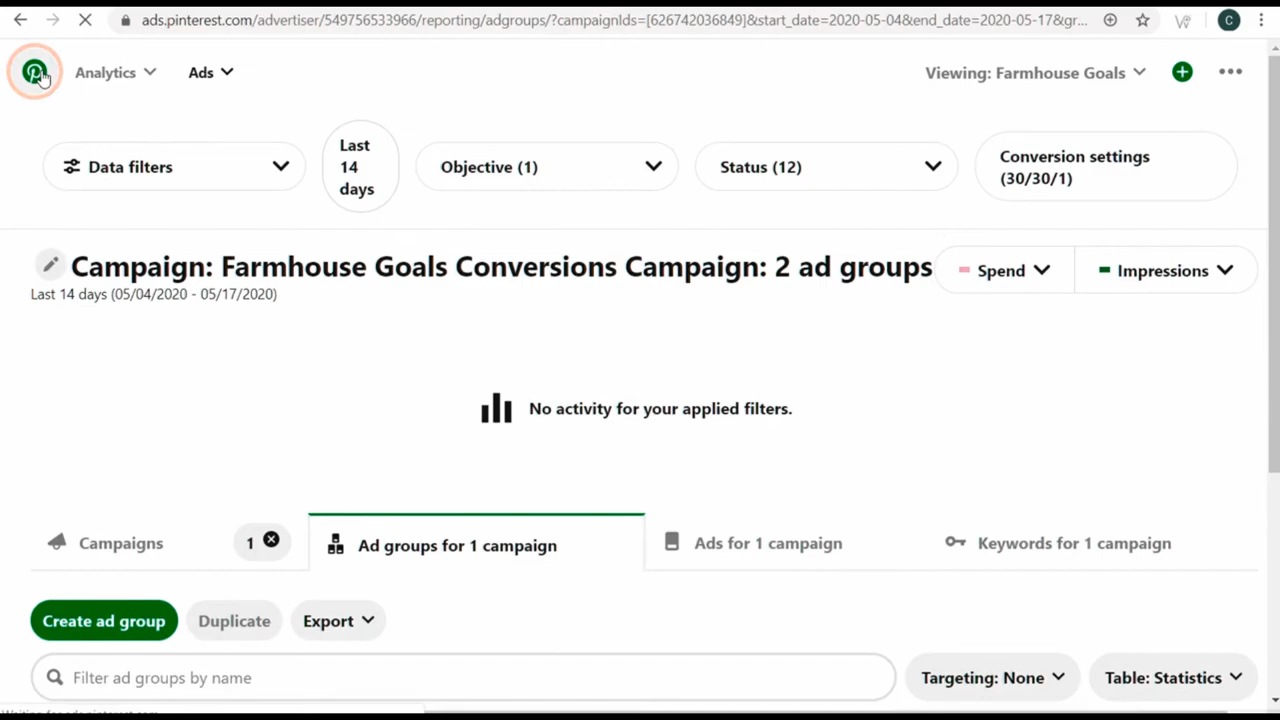 ads.pinterest.com/advertiser/549756533966/reporting/adgroups/?campaignIds=[626742036849]&start_date=2020-05-04&end_date=2020-05-17&gr...
C
Analytics
Ads
Viewing: Farmhouse Goals
Data filters
Last
14
days
Objective (1)
Status (12)
Conversion settings
(30/30/1)
Campaign: Farmhouse Goals Conversions Campaign: 2 ad groups
Last 14 days (05/04/2020 - 05/17/2020)
Spend
Impressions
No activity for your applied filters.
Campaigns
1
Ad groups for 1 campaign
Ads for 1 campaign
Keywords for 1 campaign
Create ad group
Duplicate
Export
Filter ad groups by name
Targeting: None
Table: Statistics